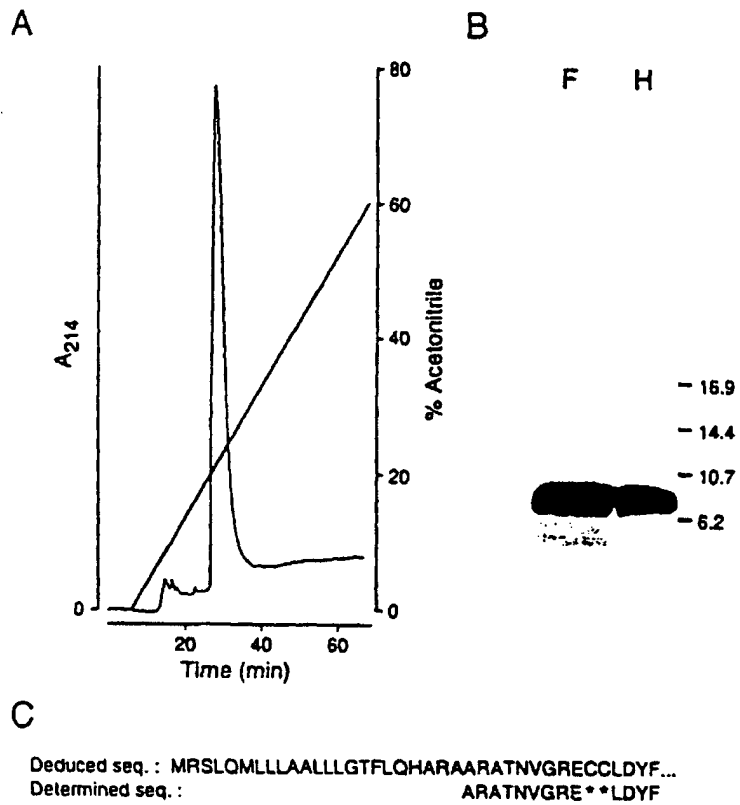 A
B
80
60
40
20
0
% Acetonitrile
A214
0
20 40 60
Time (min)
F H
16.9
14.4
10.7
6.2
C
Deduced seq. : MRSLQMLLLAALLLGTFLQHARAARATNVGRECCLDYF...
Determined seq. : ARATNVGRE**LDYF